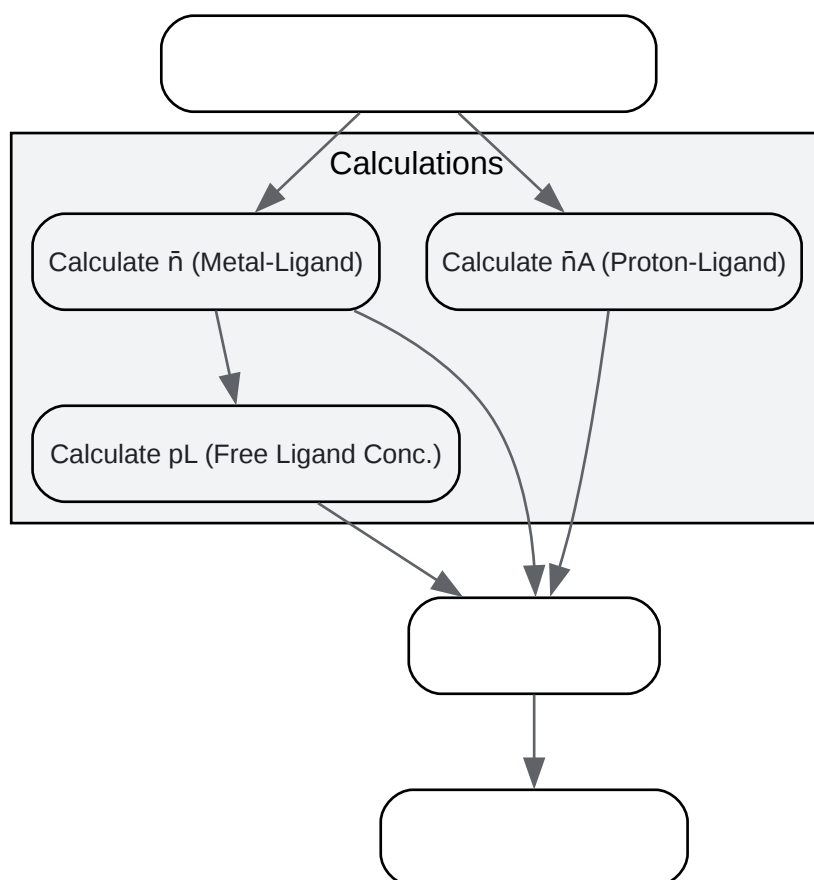 Calculations
Calculate n̄ (Metal-Ligand)
Calculate n̄A (Proton-Ligand)
Calculate pL (Free Ligand Conc.)